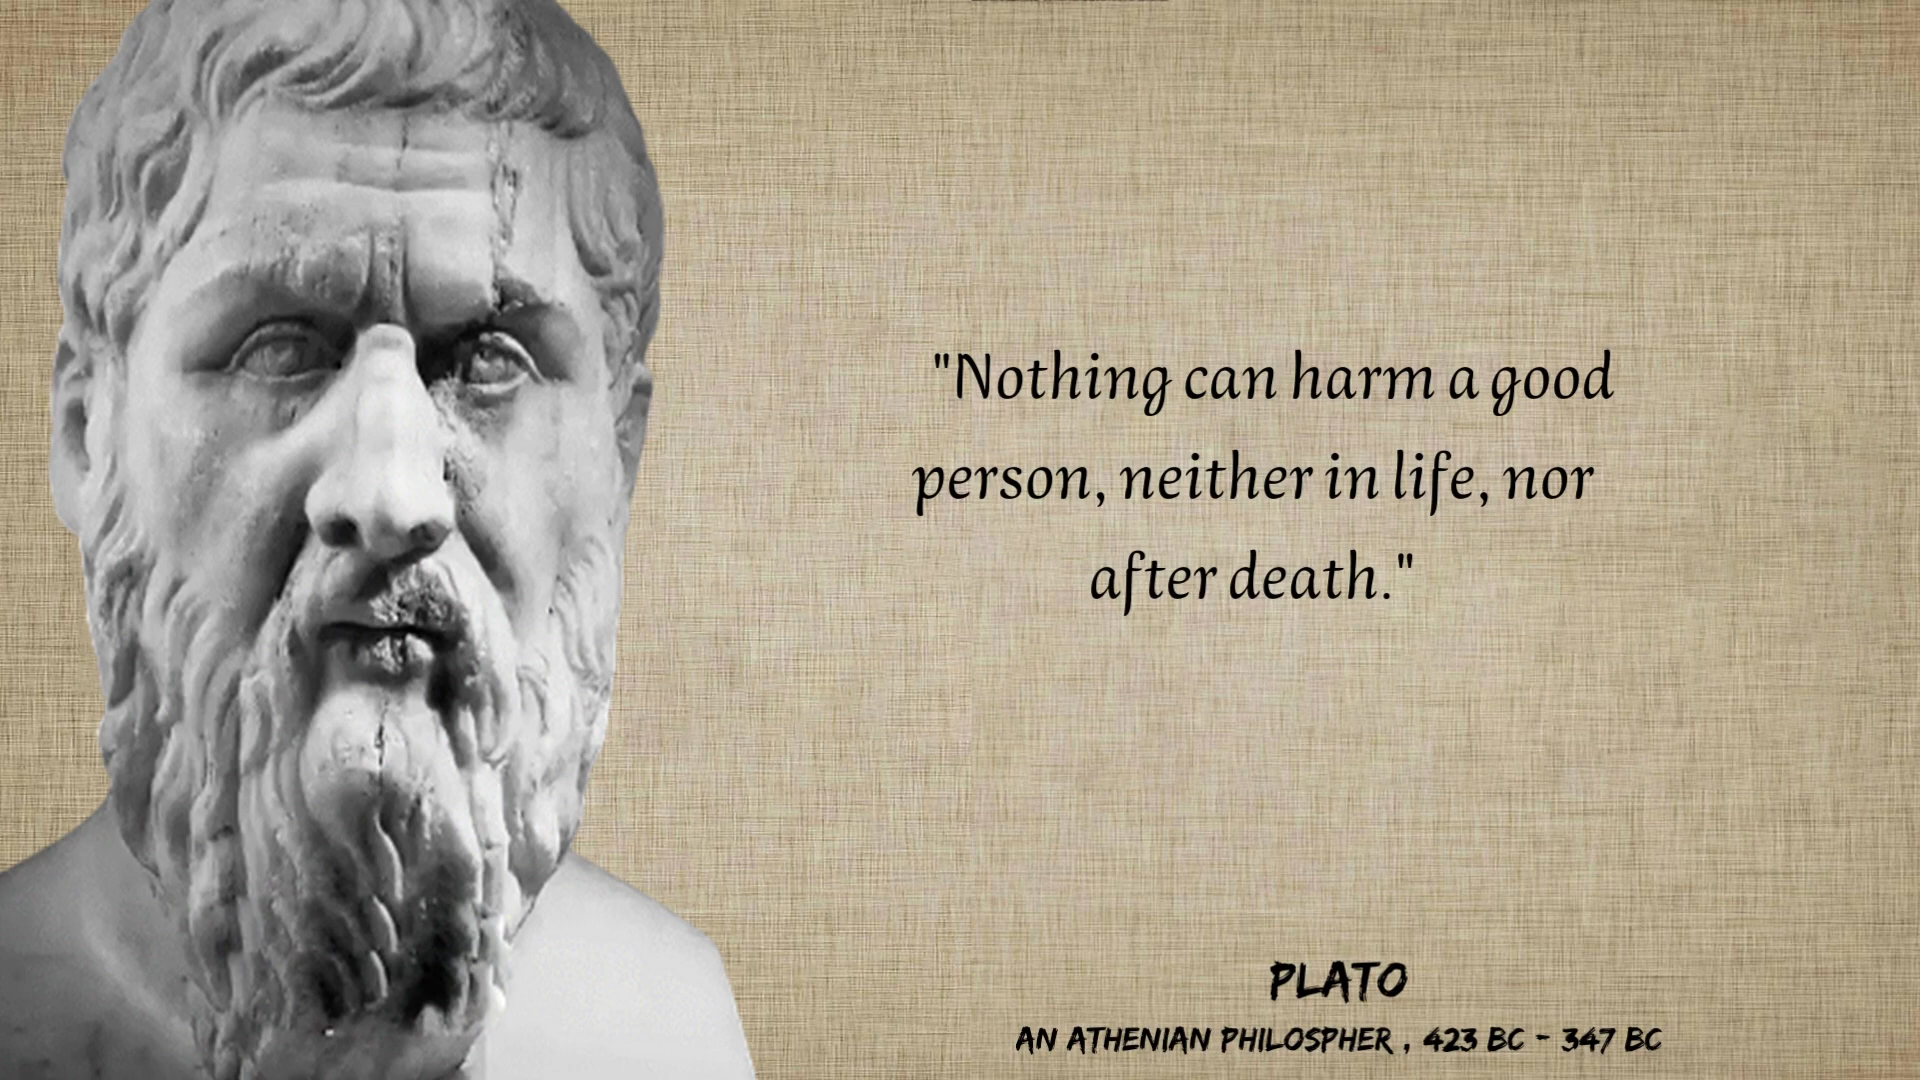 "Nothing can harm a good
person, neither in life, nor
after death."
PLATO
AN ATHENIAN PHILOSPHER , 423 BC - 347 BC